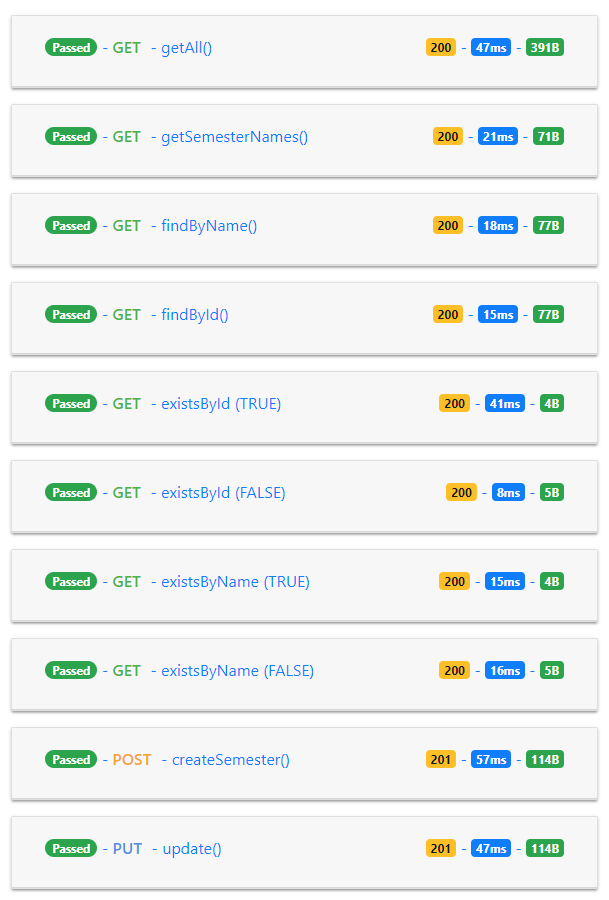 Passed - GET - getAll() 200 - 47ms - 391B
Passed - GET - getSemesterNames() 200 - 21ms - 71B
Passed - GET - findByName() 200 - 18ms - 77B
Passed - GET - findById() 200 - 15ms - 77B
Passed - GET - existsById (TRUE) 200 - 41ms - 4B
Passed - GET - existsById (FALSE) 200 - 8ms - 5B
Passed - GET - existsByName (TRUE) 200 - 15ms - 4B
Passed - GET - existsByName (FALSE) 200 - 16ms - 5B
Passed - POST - createSemester() 201 - 57ms - 114B
Passed - PUT - update() 201 - 47ms - 114B